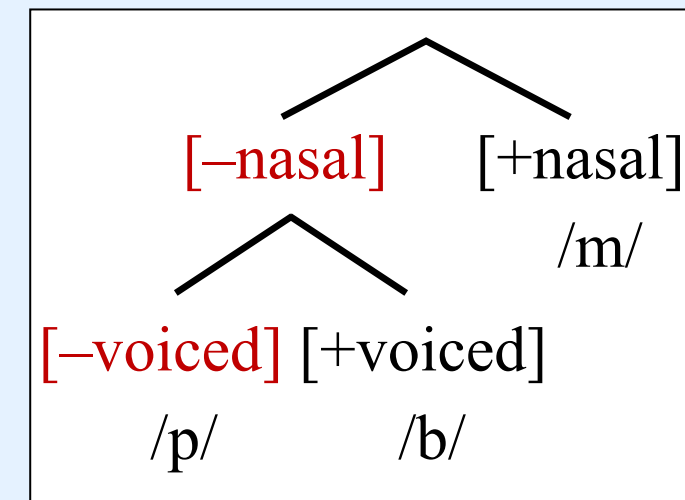 [–nasal] [+nasal]
/m/
[–voiced] [+voiced]
/p/ /b/